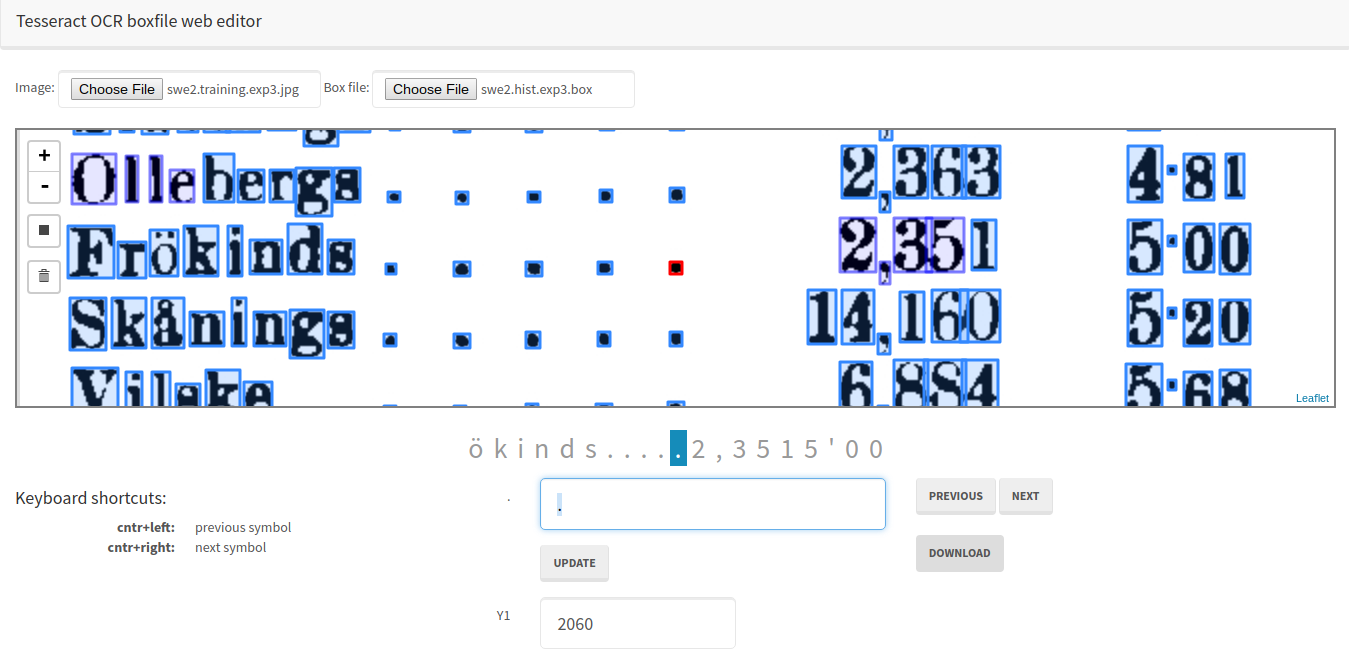 Tesseract OCR boxfile web editor
Image: Choose File swe2.training.exp3.jpg Box file: Choose File swe2.hist.exp3.box
+
-
Ollebergs . . . . . 2,363 4·81
Frökinds . . . . . 2,351 5·00
Skånings . . . . . 14,160 5·20
Vilske 6,884 5·68
Leaflet
ökinds.....2,3515'00
Keyboard shortcuts:
cntr+left: previous symbol
cntr+right: next symbol
. .
PREVIOUS NEXT
UPDATE
DOWNLOAD
Y1 2060